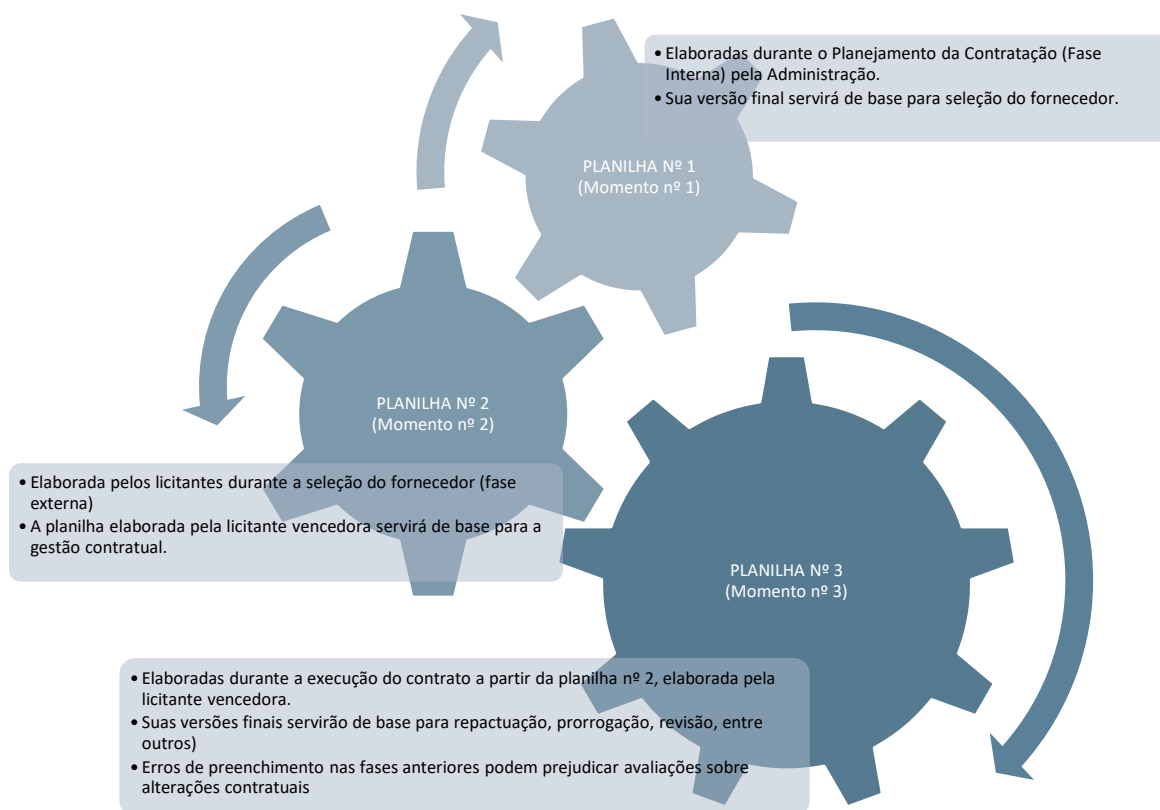 • Elaboradas durante o Planejamento da Contratação (Fase
Interna) pela Administração.
• Sua versão final servirá de base para seleção do fornecedor.
PLANILHA Nº 1
(Momento nº 1)
PLANILHA Nº 2
(Momento nº 2)
• Elaborada pelos licitantes durante a seleção do fornecedor (fase
externa)
• A planilha elaborada pela licitante vencedora servirá de base para a
gestão contratual.
PLANILHA Nº 3
(Momento nº 3)
• Elaboradas durante a execução do contrato a partir da planilha nº 2, elaborada pela
licitante vencedora.
• Suas versões finais servirão de base para repactuação, prorrogação, revisão, entre
outros)
• Erros de preenchimento nas fases anteriores podem prejudicar avaliações sobre
alterações contratuais